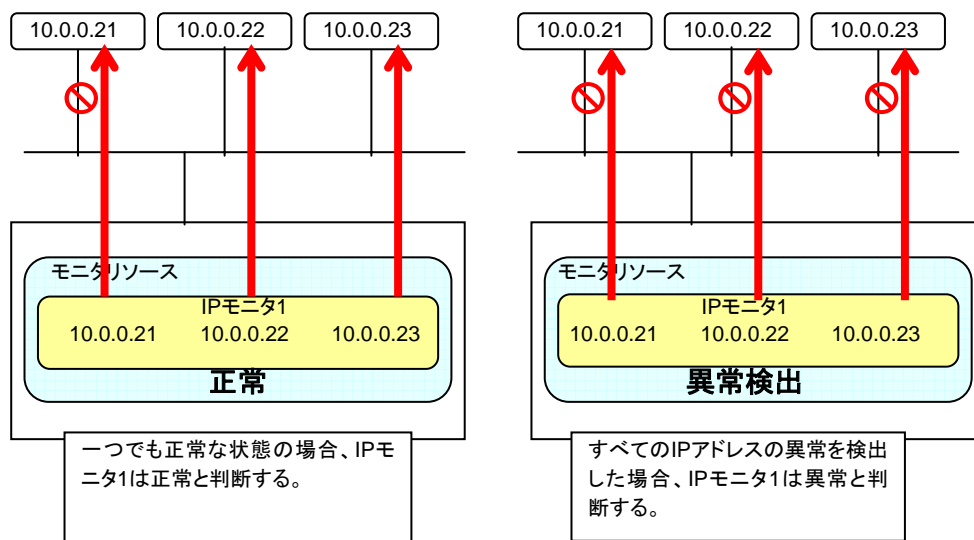 10.0.0.21
10.0.0.22
10.0.0.23
モニタリソース
IPモニタ1
10.0.0.21
10.0.0.22
10.0.0.23
正常
一つでも正常な状態の場合、IPモ
ニタ1は正常と判断する。
10.0.0.21
10.0.0.22
10.0.0.23
モニタリソース
IPモニタ1
10.0.0.21
10.0.0.22
10.0.0.23
異常検出
すべてのIPアドレスの異常を検出
した場合、IPモニタ1は異常と判
断する。